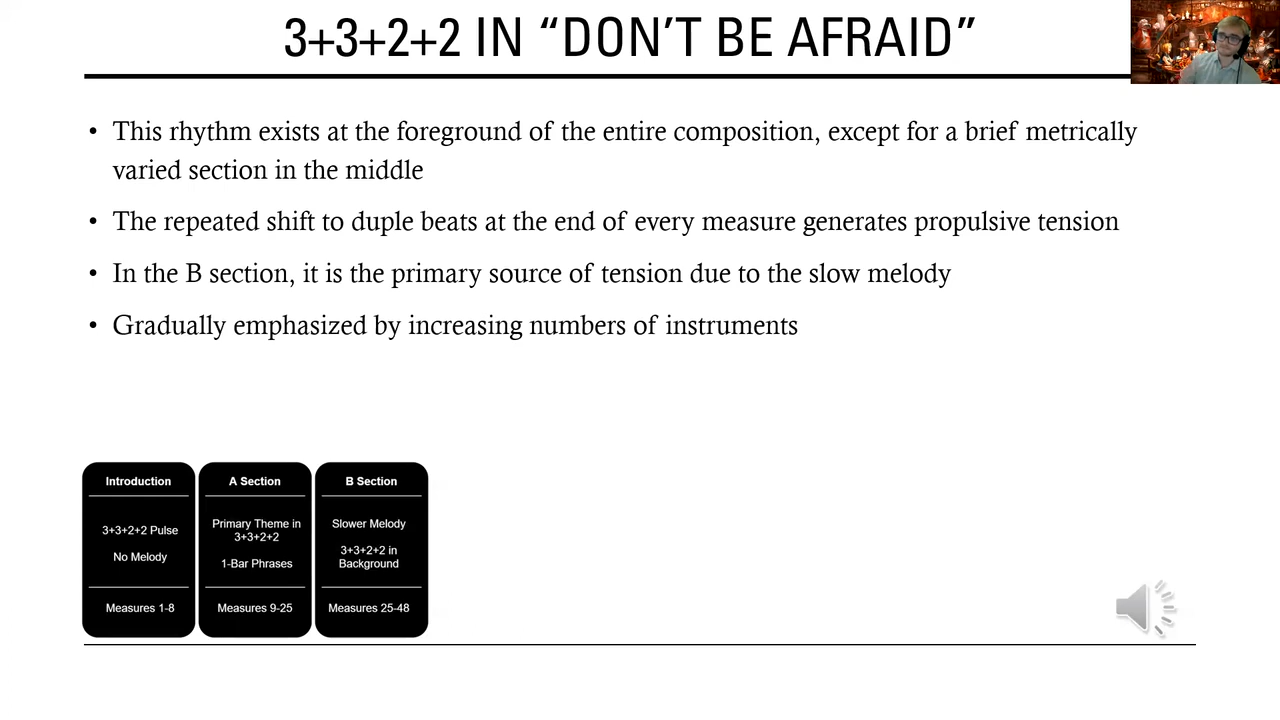 3+3+2+2 IN “DON’T BE AFRAID”
• This rhythm exists at the foreground of the entire composition, except for a brief metrically
varied section in the middle
• The repeated shift to duple beats at the end of every measure generates propulsive tension
• In the B section, it is the primary source of tension due to the slow melody
• Gradually emphasized by increasing numbers of instruments
Introduction
3+3+2+2 Pulse
No Melody
Measures 1-8
A Section
Primary Theme in
3+3+2+2
1-Bar Phrases
Measures 9-25
B Section
Slower Melody
3+3+2+2 in
Background
Measures 25-48